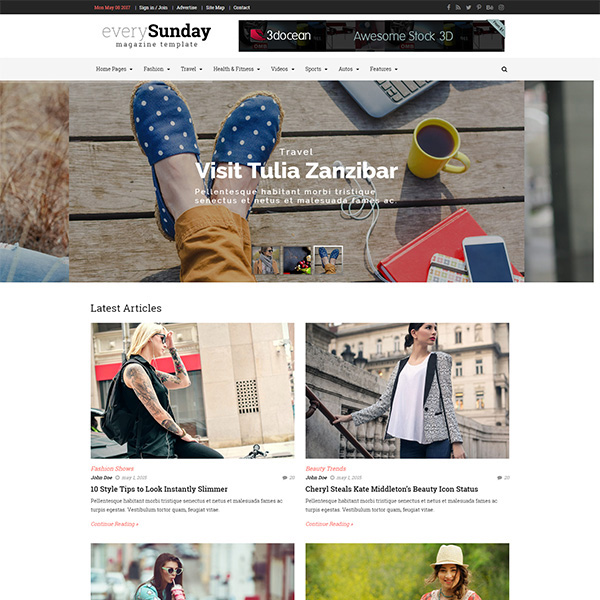 Mon May 08 2017 | Sign in / Join | Advertise | Site Map | Contact
everySunday
magazine template
3docean
Awesome Stock 3D
Home Pages Fashion Travel Health & Fitness Videos Sports Autos Features
Travel
Visit Tulia Zanzibar
Pellentesque habitant morbi tristique
senectus et netus et malesuada fames ac.
Latest Articles
Fashion Shows
John Doe may 1, 2015 20
10 Style Tips to Look Instantly Slimmer
Pellentesque habitant morbi tristique senectus et netus et malesuada fames ac
turpis egestas. Vestibulum tortor quam, feugiat vitae.
Continue Reading »
Beauty Trends
John Doe may 1, 2015 20
Cheryl Steals Kate Middleton's Beauty Icon Status
Pellentesque habitant morbi tristique senectus et netus et malesuada fames ac
turpis egestas. Vestibulum tortor quam, feugiat vitae.
Continue Reading »